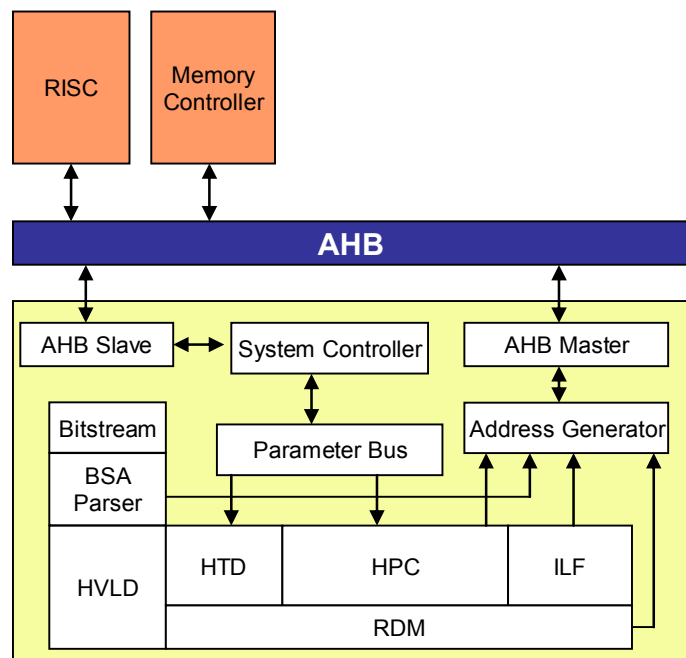 RISC
Memory
Controller
AHB
AHB Slave
System Controller
AHB Master
Bitstream
Parameter Bus
Address Generator
BSA
Parser
HVLD
HTD
HPC
ILF
RDM